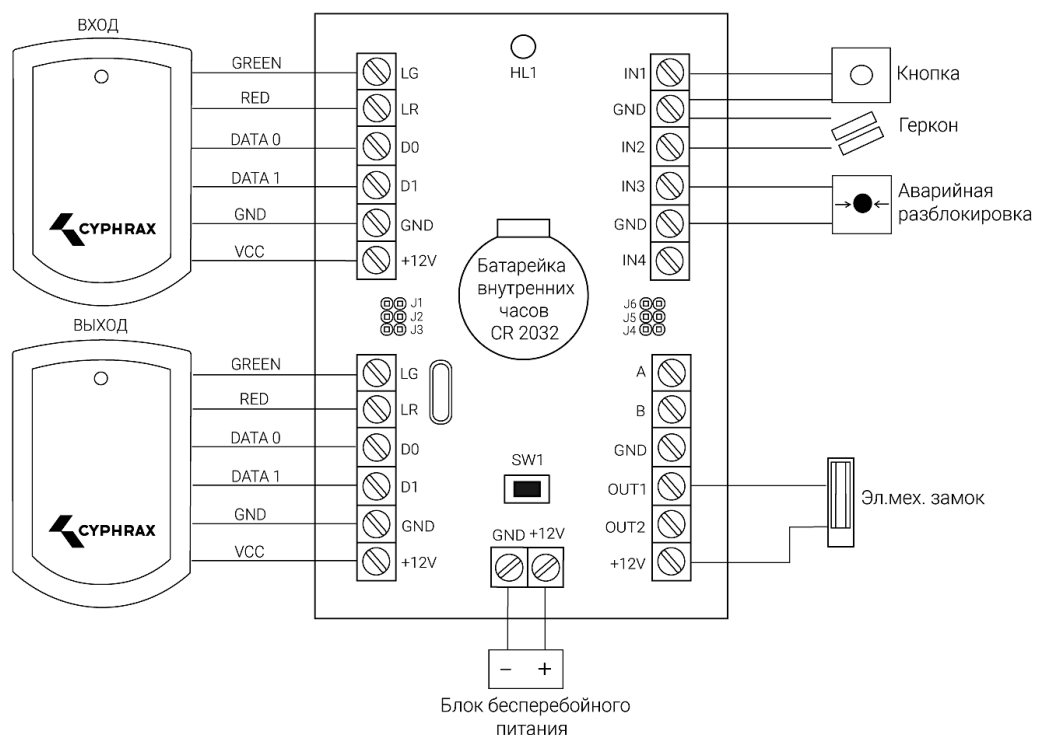 ВХОД
GREEN
RED
DATA 0
DATA 1
GND
VCC
CYPHRAX
LG
LR
D0
D1
GND
+12V
HL1
IN1
GND
IN2
IN3
GND
IN4
Кнопка
Геркон
Аварийная
разблокировка
Батарейка
внутренних
часов
CR 2032
J1
J2
J3
J6
J5
J4
ВЫХОД
GREEN
RED
DATA 0
DATA 1
GND
VCC
CYPHRAX
LG
LR
D0
D1
GND
+12V
SW1
GND +12V
A
B
GND
OUT1
OUT2
+12V
Эл.мех. замок
− +
Блок бесперебойного
питания